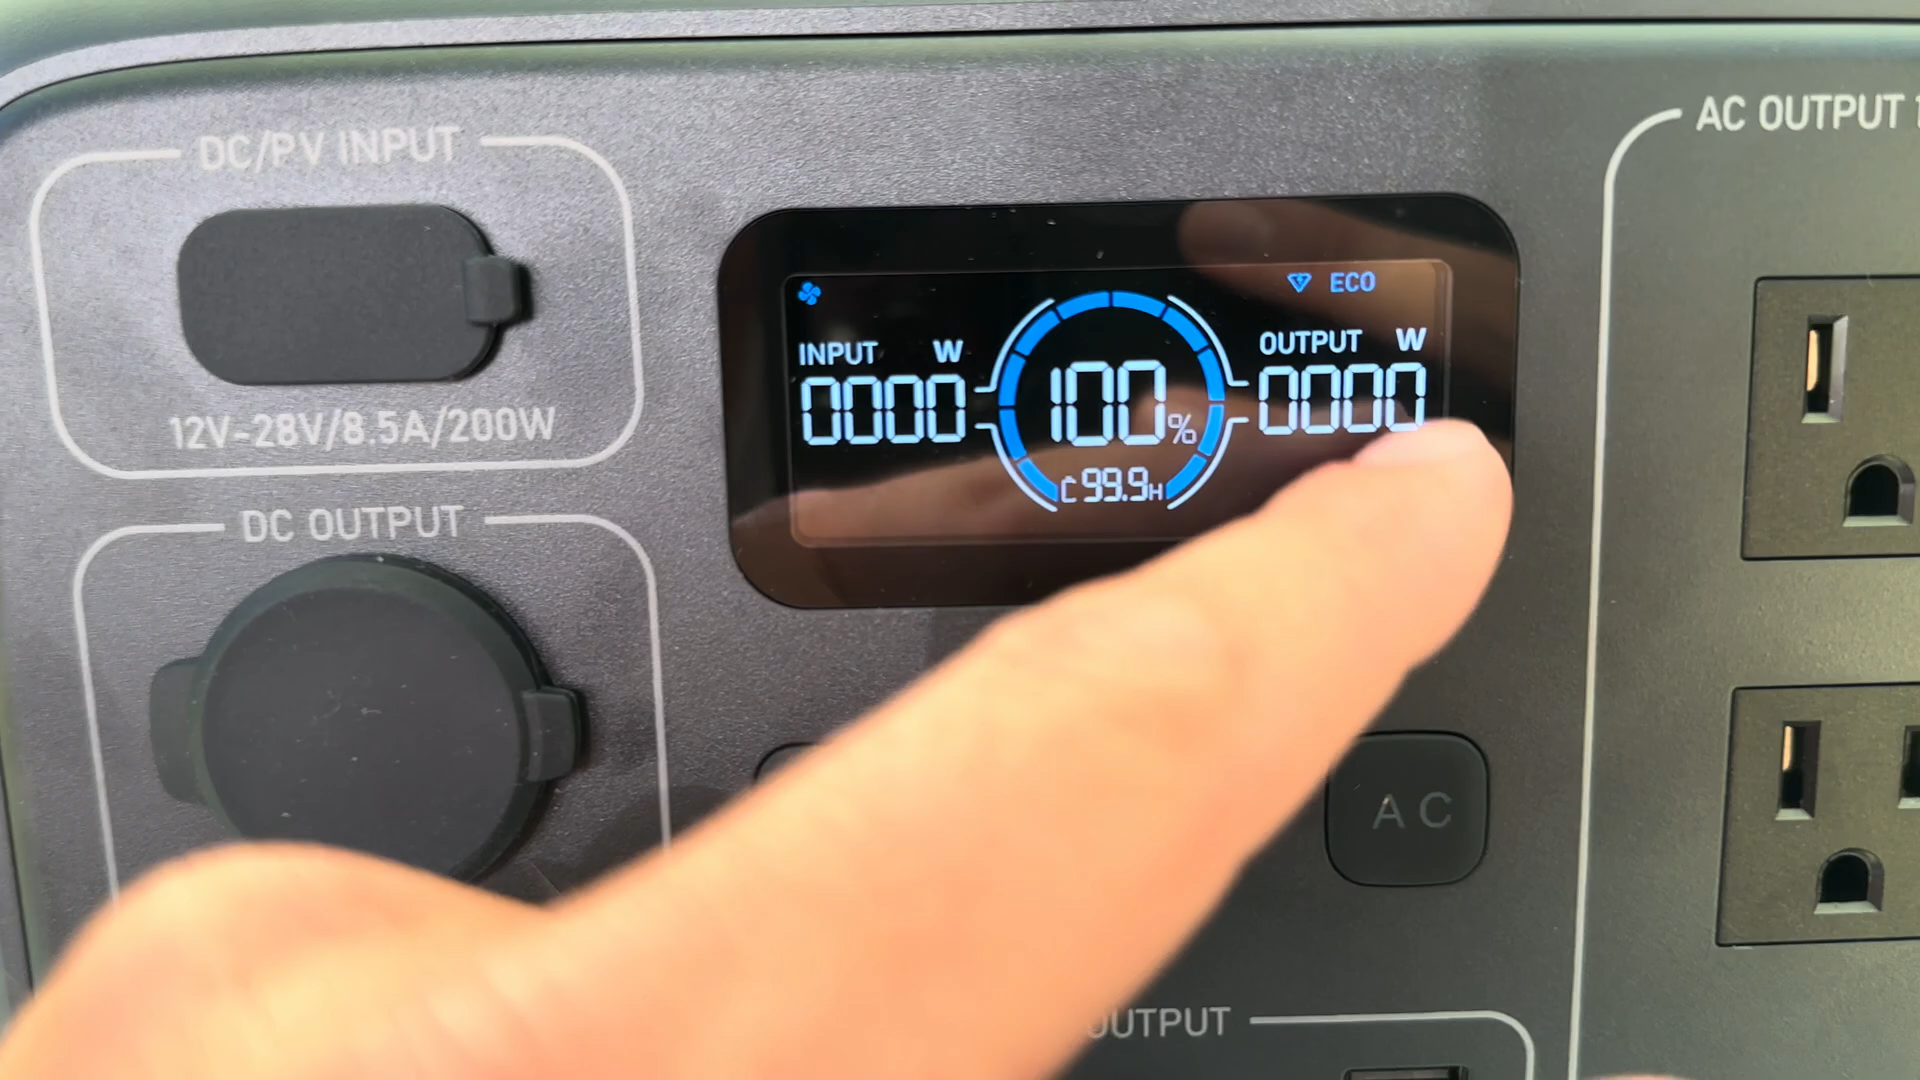 DC/PV INPUT
12V-28V/8.5A/200W
DC OUTPUT
ECO
INPUT W
0000
100%
99.9H
OUTPUT W
0000
AC
AC OUTPUT
OUTPUT